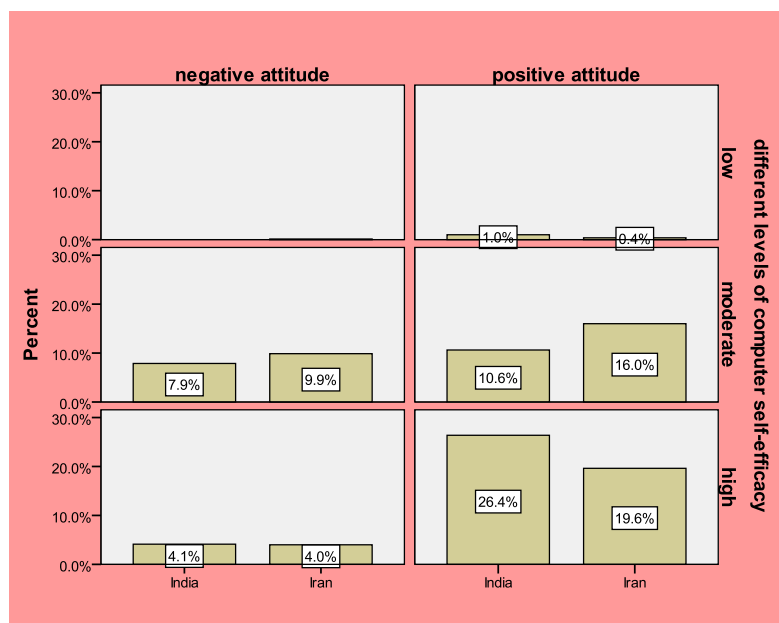 negative attitude
positive attitude
30.0%
20.0%
10.0%
0.0%
1.0%
0.4%
low
30.0%
20.0%
10.0%
0.0%
7.9%
9.9%
10.6%
16.0%
moderate
30.0%
20.0%
10.0%
0.0%
4.1%
4.0%
26.4%
19.6%
high
India
Iran
India
Iran
Percent
different levels of computer self-efficacy